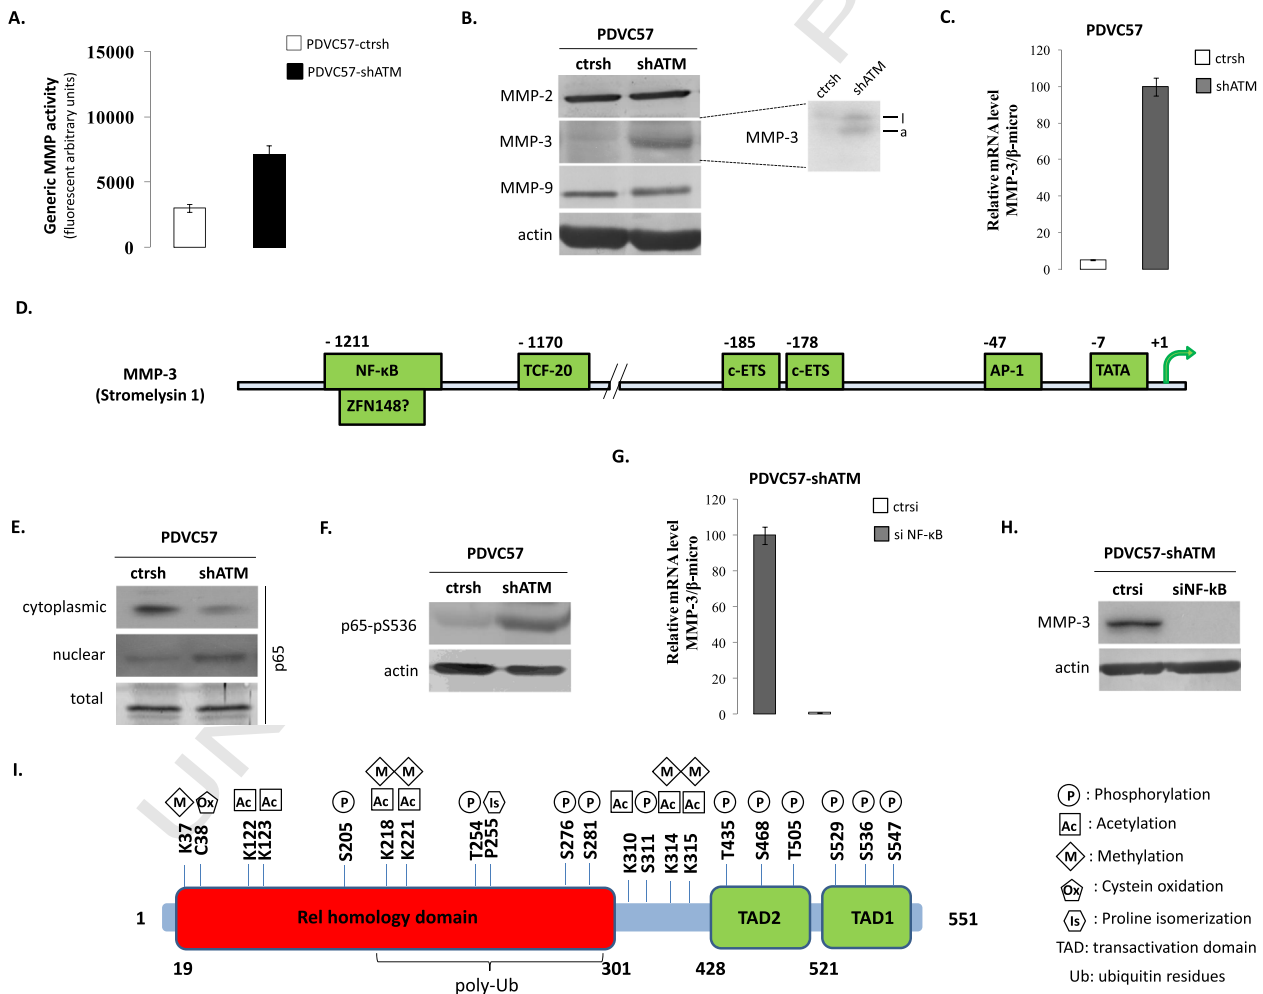 A.
Generic MMP activity
(fluorescent arbitrary units)
15000
10000
5000
0
PDVC57-ctrsh
PDVC57-shATM
B.
PDVC57
ctrsh shATM
MMP-2
MMP-3
MMP-9
actin
ctrsh shATM
MMP-3
l
a
C.
PDVC57
Relative mRNA level
MMP-3/β-micro
120
100
80
60
40
20
0
ctrsh
shATM
D.
MMP-3
(Stromelysin 1)
- 1211
NF-κB
ZFN148?
- 1170
TCF-20
-185
c-ETS
-178
c-ETS
-47
AP-1
-7
TATA
+1
E.
PDVC57
ctrsh shATM
cytoplasmic
nuclear
total
p65
F.
PDVC57
ctrsh shATM
p65-pS536
actin
G.
PDVC57-shATM
Relative mRNA level
MMP-3/β-micro
120
100
80
60
40
20
0
ctrsi
si NF-κB
H.
PDVC57-shATM
ctrsi siNF-kB
MMP-3
actin
I.
M Ox Ac Ac P M Ac M Ac P Is P P Ac P M Ac M Ac P P P P P P
K37 C38 K122 K123 S205 K218 K221 T254 P255 S276 S281 K310 S311 K314 K315 T435 S468 T505 S529 S536 S547
1 Rel homology domain TAD2 TAD1 551
19 301 428 521
poly-Ub
P : Phosphorylation
Ac : Acetylation
M : Methylation
Ox : Cystein oxidation
Is : Proline isomerization
TAD: transactivation domain
Ub: ubiquitin residues